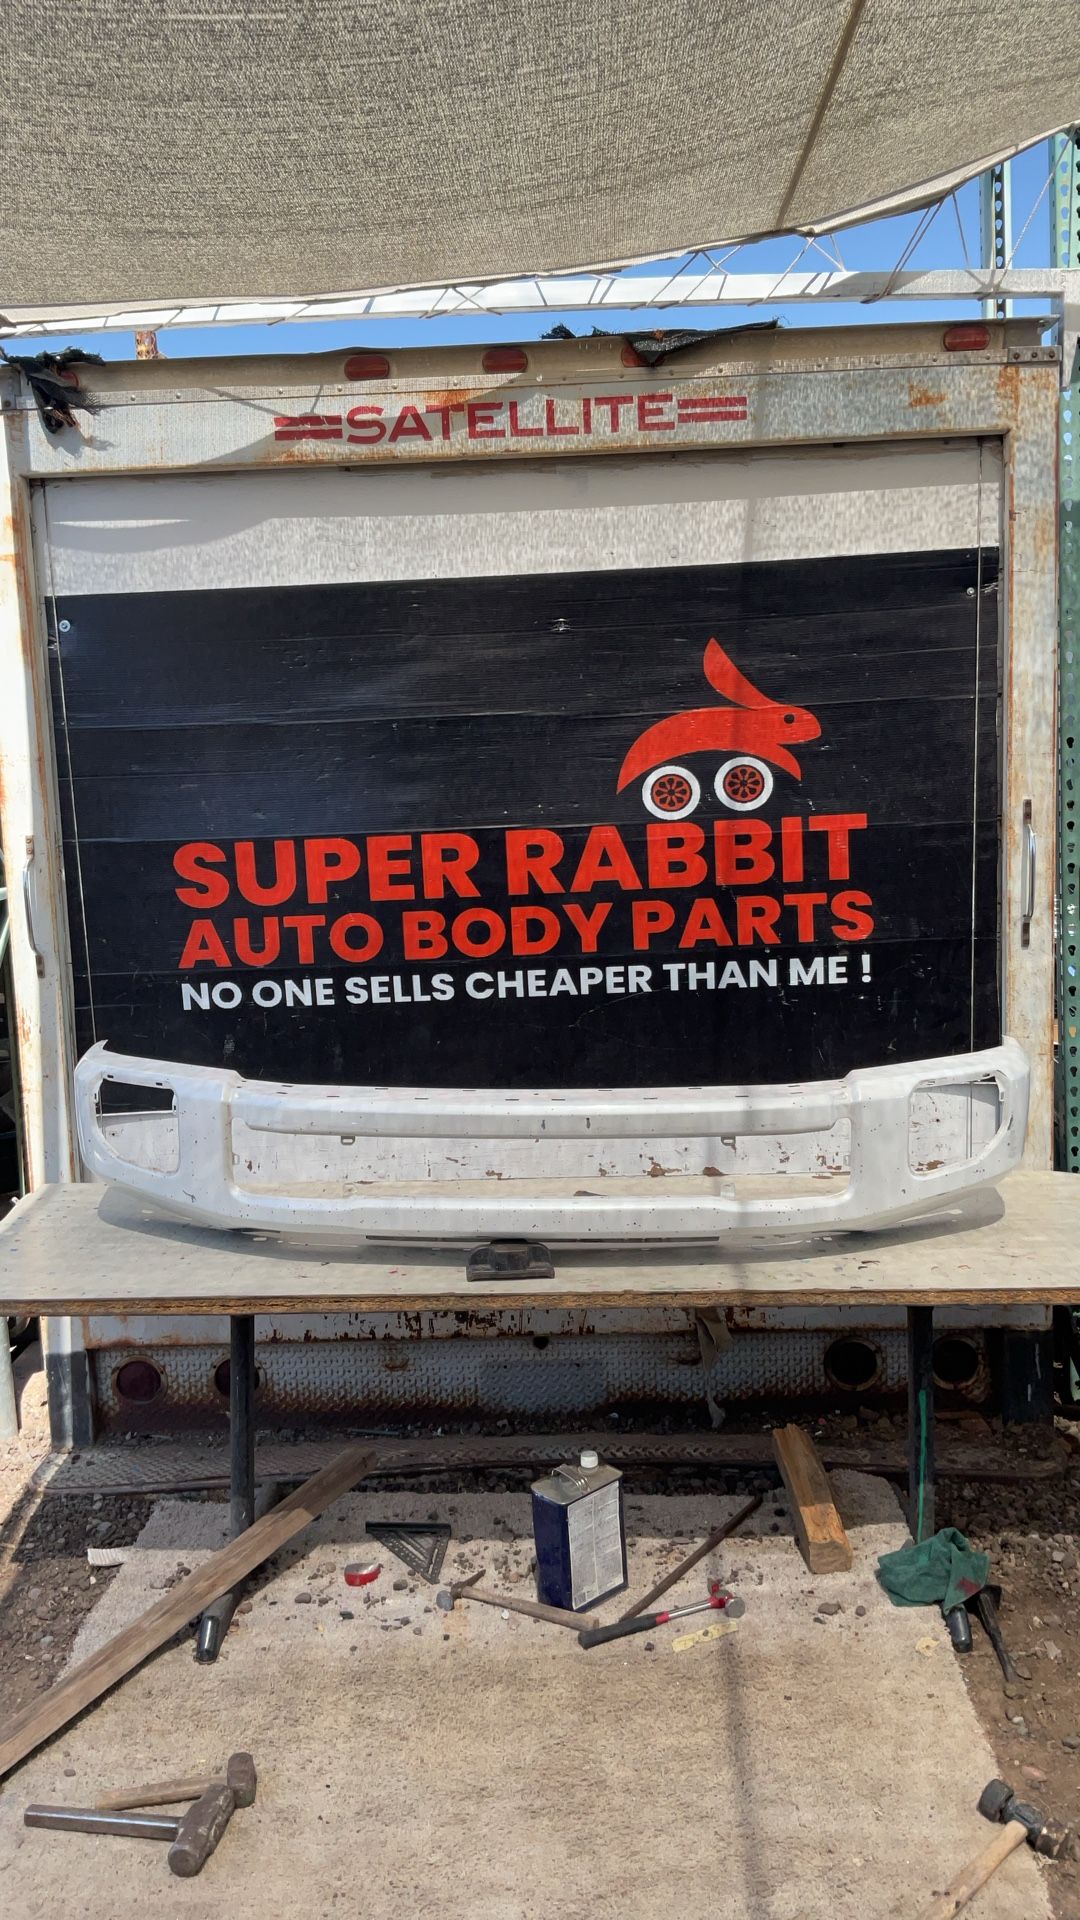 SATELLITE
SUPER RABBIT
AUTO BODY PARTS
NO ONE SELLS CHEAPER THAN ME !